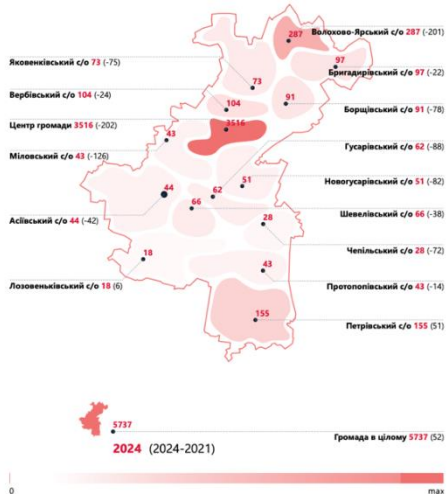 287
Волохово-Ярський с/о 287 (-201)
Яковенківський с/о 73 (-75)
97
Бригадирівський с/о 97 (-22)
73
Вербівський с/о 104 (-24)
91
104
Борщівський с/о 91 (-78)
Центр громади 3516 (-202)
3516
43
Гусарівський с/о 62 (-88)
Міловський с/о 43 (-126)
51
Новогусарівський с/о 51 (-82)
44
62
66
Шевелівський с/о 66 (-38)
Асіївський с/о 44 (-42)
28
Чепільський с/о 28 (-72)
18
43
Лозовеньківський с/о 18 (6)
Протопопівський с/о 43 (-14)
155
Петрівський с/о 155 (51)
5737
Громада в цілому 5737 (52)
2024 (2024-2021)
0
max